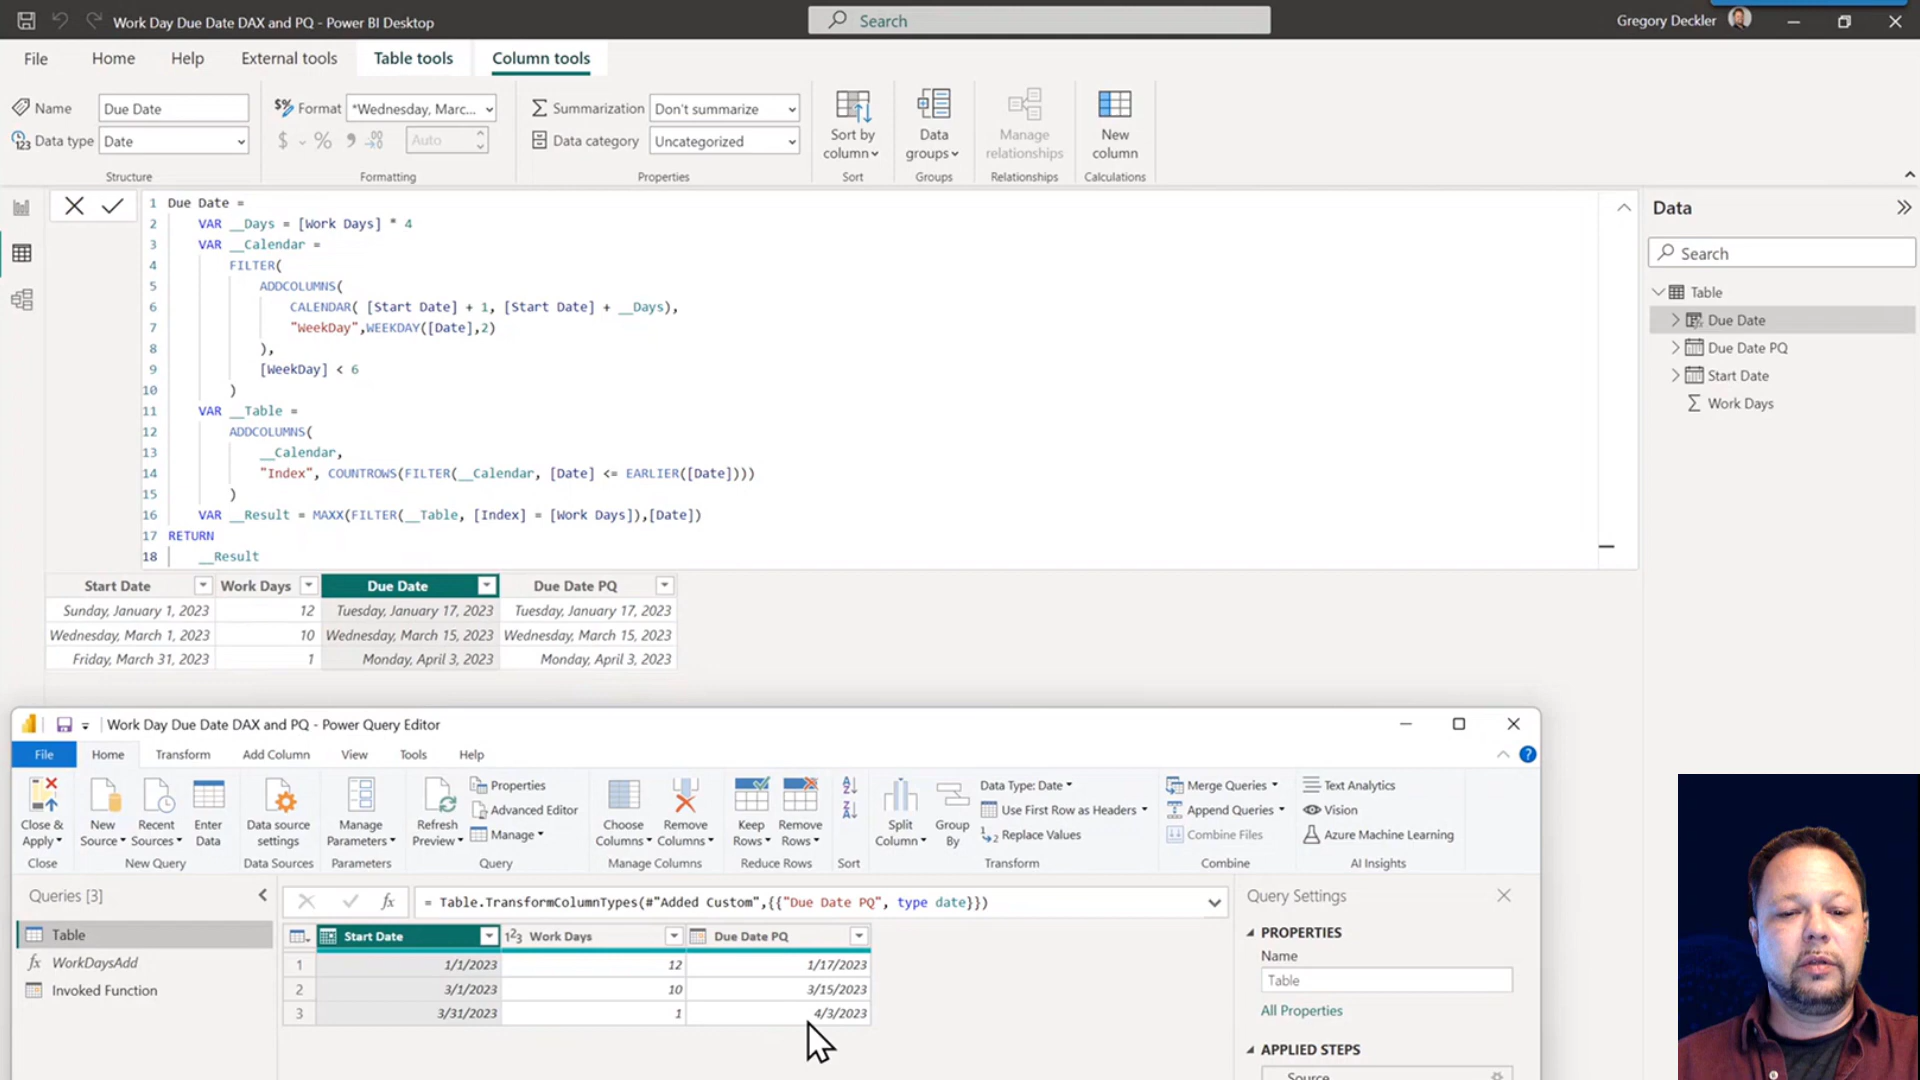 Work Day Due Date DAX and PQ - Power BI Desktop
Search
Gregory Deckler
File Home Help External tools Table tools Column tools
Name Due Date
Data type Date
Structure
Format *Wednesday, Marc...
$ % Auto
Formatting
Summarization Don't summarize
Data category Uncategorized
Properties
Sort by
column
Sort
Data
groups
Groups
Manage
relationships
Relationships
New
column
Calculations
1 Due Date =
2 VAR __Days = [Work Days] * 4
3 VAR __Calendar =
4 FILTER(
5 ADDCOLUMNS(
6 CALENDAR( [Start Date] + 1, [Start Date] + __Days),
7 "WeekDay",WEEKDAY([Date],2)
8 ),
9 [WeekDay] < 6
10 )
11 VAR __Table =
12 ADDCOLUMNS(
13 __Calendar,
14 "Index", COUNTROWS(FILTER(__Calendar, [Date] <= EARLIER([Date])))
15 )
16 VAR __Result = MAXX(FILTER(__Table, [Index] = [Work Days]),[Date])
17 RETURN
18 __Result
Data
Search
Table
Due Date
Due Date PQ
Start Date
Work Days
Start Date Work Days Due Date Due Date PQ
Sunday, January 1, 2023 12 Tuesday, January 17, 2023 Tuesday, January 17, 2023
Wednesday, March 1, 2023 10 Wednesday, March 15, 2023 Wednesday, March 15, 2023
Friday, March 31, 2023 1 Monday, April 3, 2023 Monday, April 3, 2023
Work Day Due Date DAX and PQ - Power Query Editor
File Home Transform Add Column View Tools Help
Close &
Apply
Close
New
Source
Recent
Sources
Enter
Data
New Query
Data source
settings
Data Sources
Manage
Parameters
Parameters
Refresh
Preview
Properties
Advanced Editor
Manage
Query
Choose
Columns
Remove
Columns
Manage Columns
Keep
Rows
Remove
Rows
Reduce Rows
Sort
Split
Column
Group
By
Data Type: Date
Use First Row as Headers
Replace Values
Transform
Merge Queries
Append Queries
Combine Files
Combine
Text Analytics
Vision
Azure Machine Learning
AI Insights
Queries [3]
Table
WorkDaysAdd
Invoked Function
= Table.TransformColumnTypes(#"Added Custom",{{"Due Date PQ", type date}})
Start Date Work Days Due Date PQ
1 1/1/2023 12 1/17/2023
2 3/1/2023 10 3/15/2023
3 3/31/2023 1 4/3/2023
Query Settings
PROPERTIES
Name
Table
All Properties
APPLIED STEPS
Source